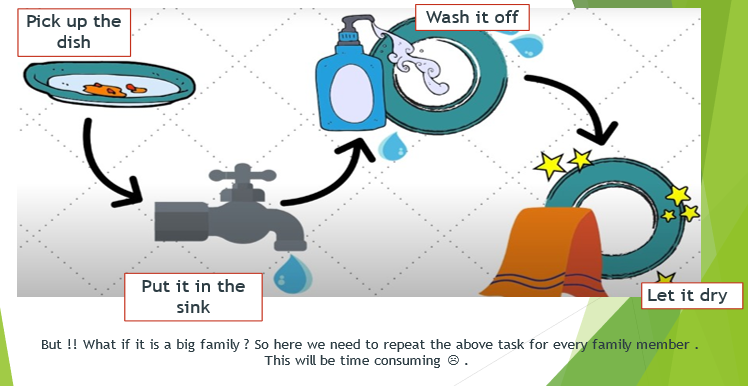 Pick up the
dish
Wash it off
Put it in the
sink
Let it dry
But !! What if it is a big family ? So here we need to repeat the above task for every family member .
This will be time consuming ☹ .